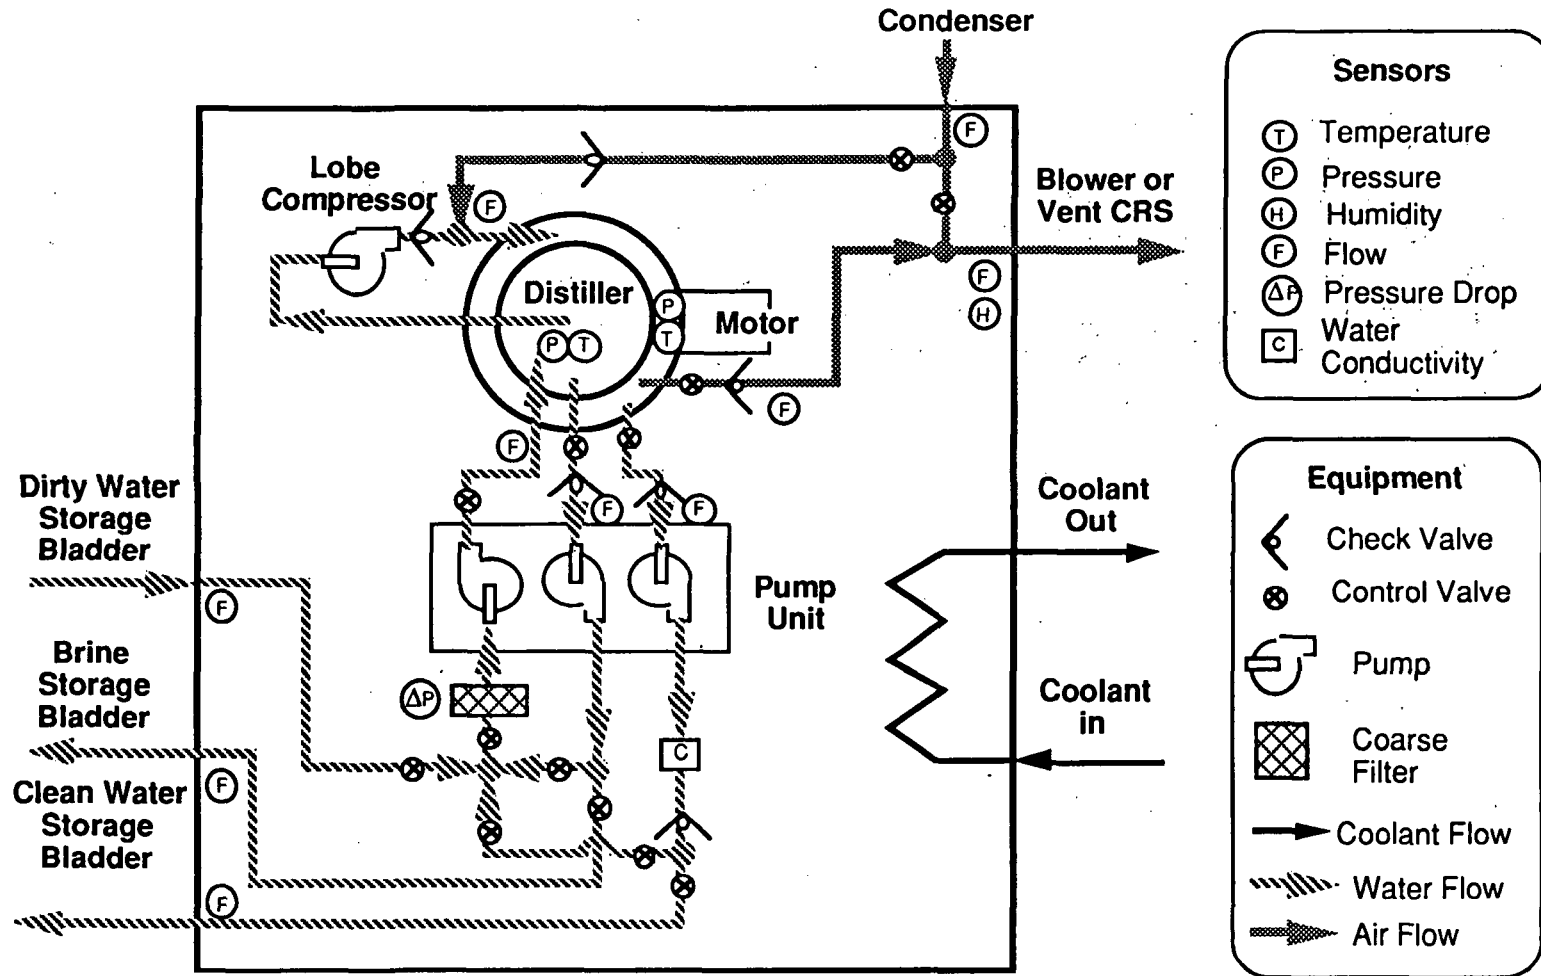 Condenser
F
Lobe
Compressor
F
Blower or
Vent CRS
F
H
Distiller
P
T
Motor
P
T
F
F
F
F
Dirty Water
Storage
Bladder
F
Pump
Unit
Coolant
Out
Coolant
in
Brine
Storage
Bladder
F
ΔP
C
Clean Water
Storage
Bladder
F
Sensors
T Temperature
P Pressure
H Humidity
F Flow
ΔP Pressure Drop
C Water
Conductivity
Equipment
Check Valve
Control Valve
Pump
Coarse
Filter
Coolant Flow
Water Flow
Air Flow